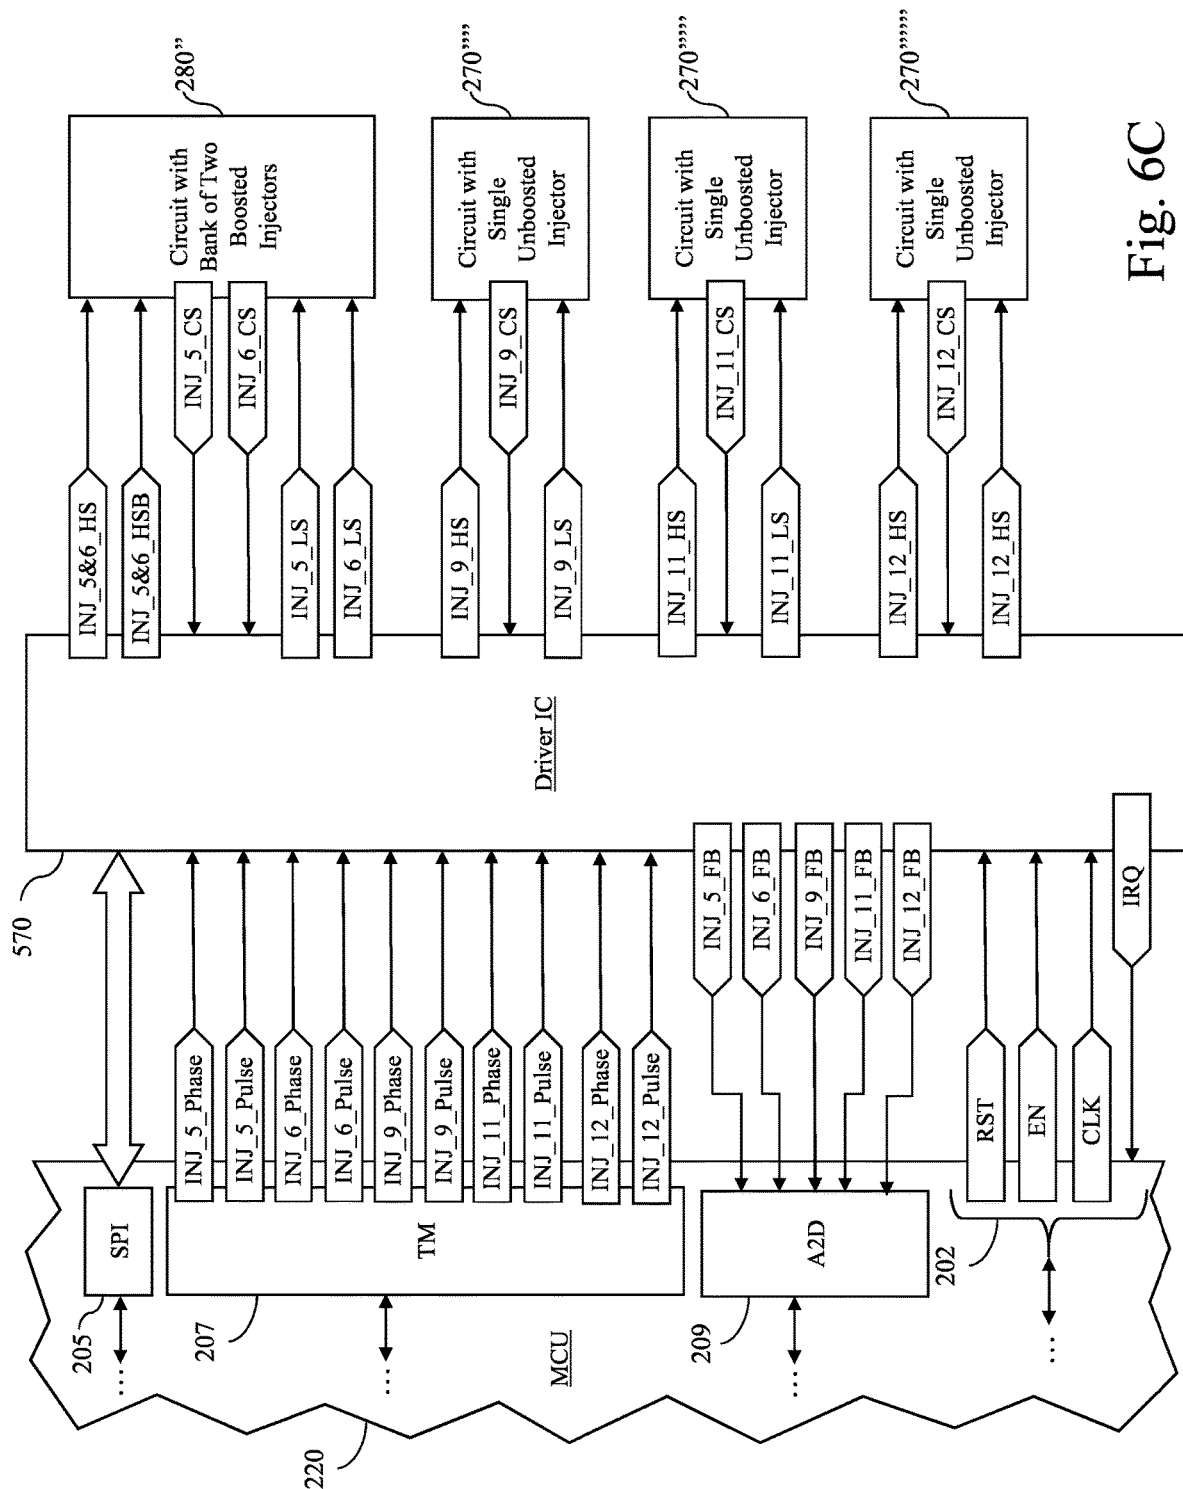 220
MCU
205
SPI
207
TM
209
A2D
202
...
...
...
...
INJ_5_Phase
INJ_5_Pulse
INJ_6_Phase
INJ_6_Pulse
INJ_9_Phase
INJ_9_Pulse
INJ_11_Phase
INJ_11_Pulse
INJ_12_Phase
INJ_12_Pulse
INJ_5_FB
INJ_6_FB
INJ_9_FB
INJ_11_FB
INJ_12_FB
RST
EN
CLK
IRQ
570
Driver IC
INJ_5&6_HS
INJ_5&6_HSB
INJ_5_CS
INJ_6_CS
INJ_5_LS
INJ_6_LS
INJ_9_HS
INJ_9_CS
INJ_9_LS
INJ_11_HS
INJ_11_CS
INJ_11_LS
INJ_12_HS
INJ_12_CS
INJ_12_HS
Circuit with
Bank of Two
Boosted
Injectors
280’’
Circuit with
Single
Unboosted
Injector
270’’’’
Circuit with
Single
Unboosted
Injector
270’’’’’
Circuit with
Single
Unboosted
Injector
270’’’’’’
Fig. 6C